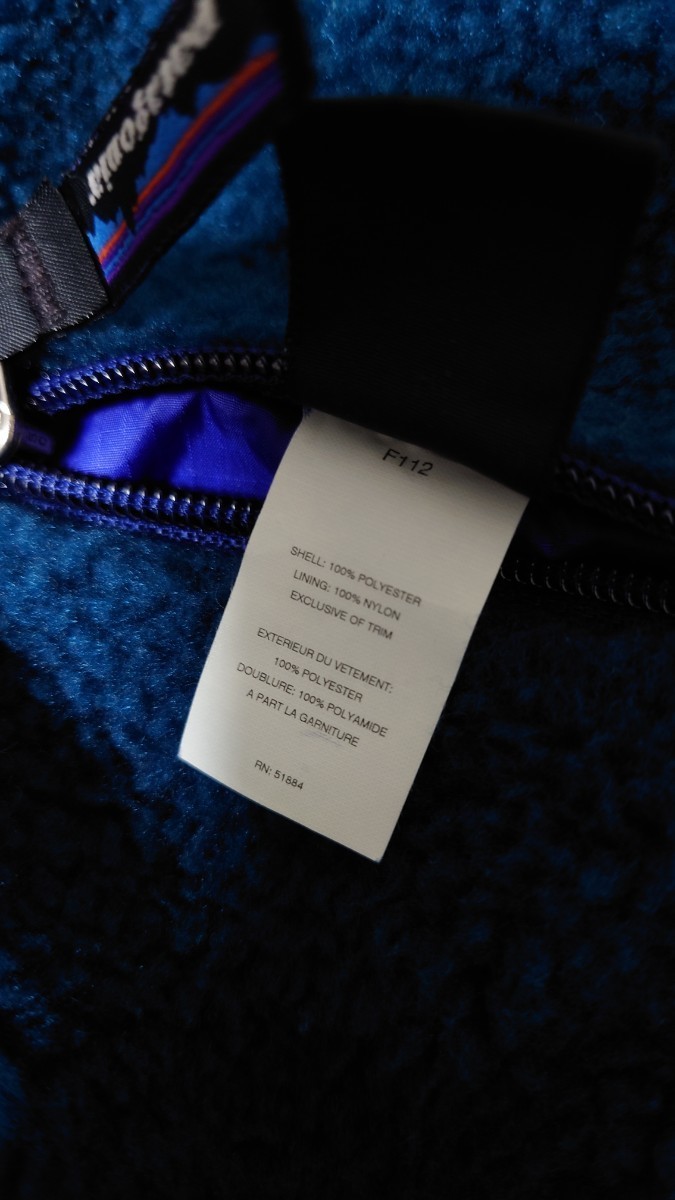 patagonia®
F112
SHELL: 100% POLYESTER
LINING: 100% NYLON
EXCLUSIVE OF TRIM
EXTERIEUR DU VETEMENT:
100% POLYESTER
DOUBLURE: 100% POLYAMIDE
A PART LA GARNITURE
RN: 51884